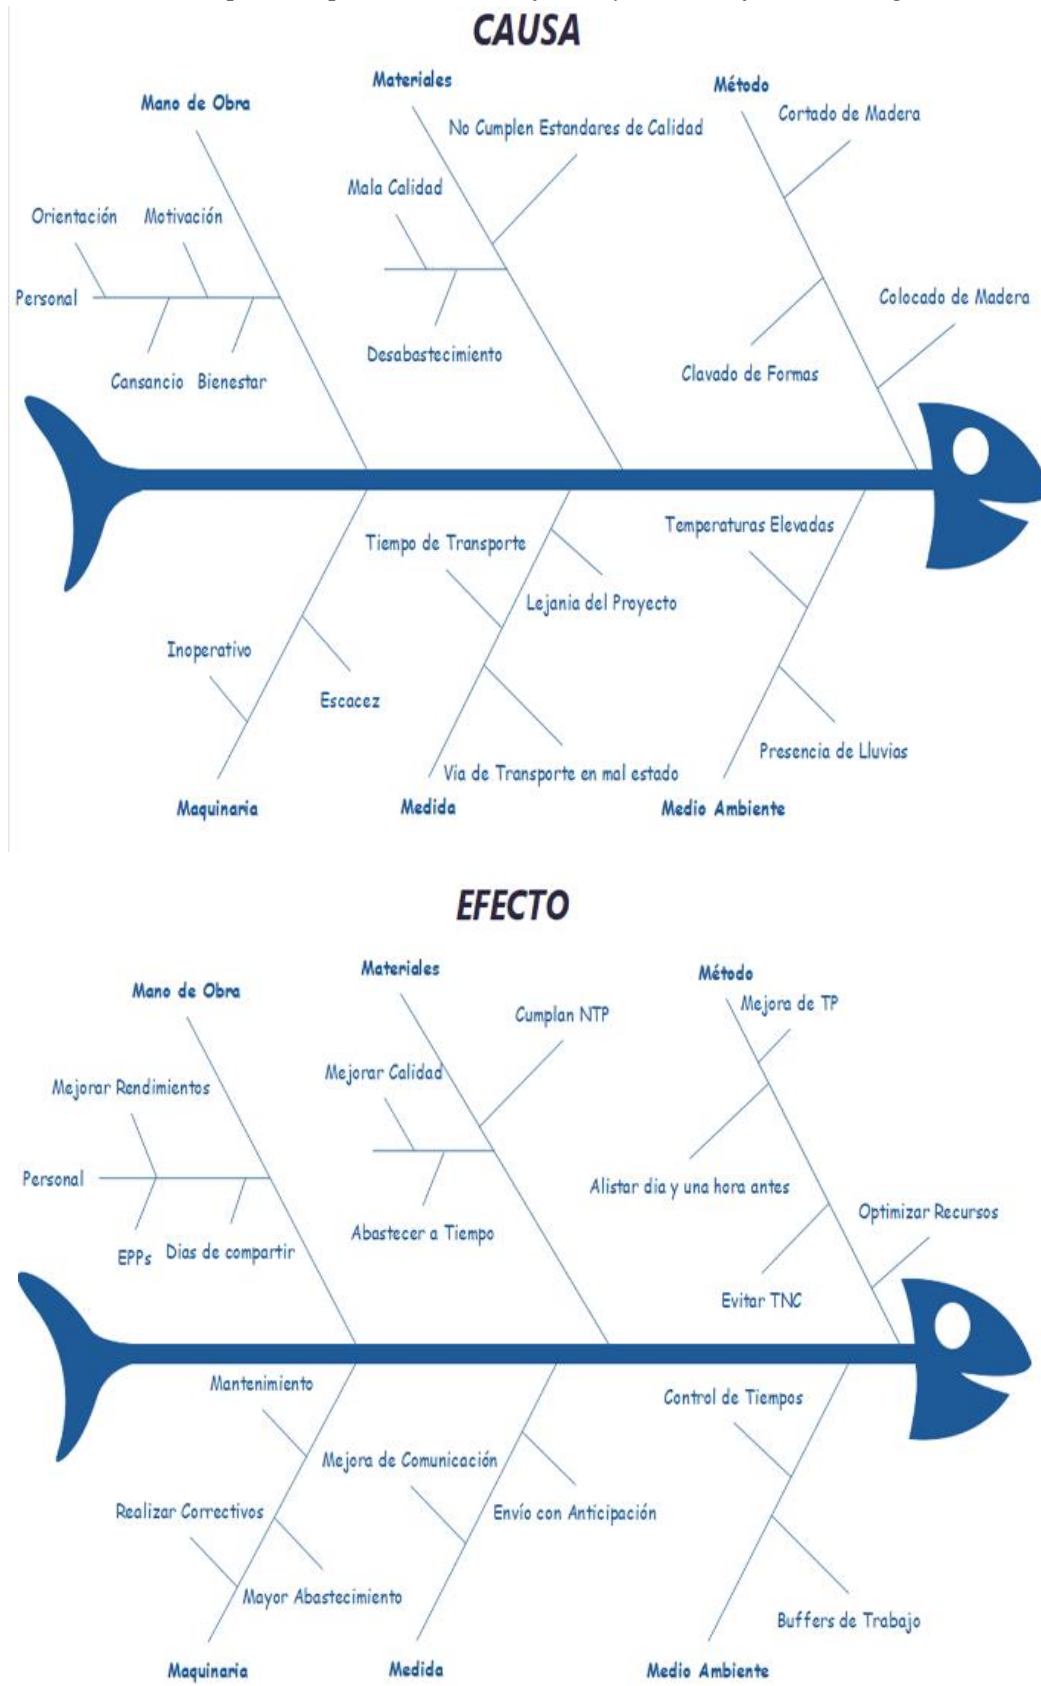 CAUSA
Materiales
Método
Mano de Obra
Cortado de Madera
No Cumplen Estandares de Calidad
Mala Calidad
Orientación
Motivación
Personal
Colocado de Madera
Desabastecimiento
Clavado de Formas
Cansancio
Bienestar
Temperaturas Elevadas
Tiempo de Transporte
Lejania del Proyecto
Inoperativo
Escacez
Presencia de Lluvias
Via de Transporte en mal estado
Maquinaria
Medida
Medio Ambiente
EFECTO
Materiales
Método
Mano de Obra
Mejora de TP
Cumplan NTP
Mejorar Calidad
Mejorar Rendimientos
Personal
Alistar dia y una hora antes
Optimizar Recursos
Abastecer a Tiempo
EPPs
Dias de compartir
Evitar TNC
Mantenimiento
Control de Tiempos
Mejora de Comunicación
Realizar Correctivos
Envío con Anticipación
Mayor Abastecimiento
Buffers de Trabajo
Maquinaria
Medida
Medio Ambiente